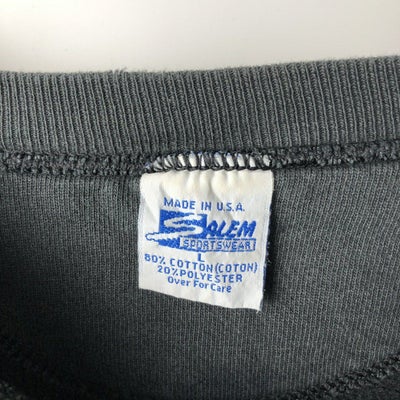 MADE IN U.S.A.
SALEM
SPORTSWEAR
L
80% COTTON(COTON)
20% POLYESTER
Over For Care